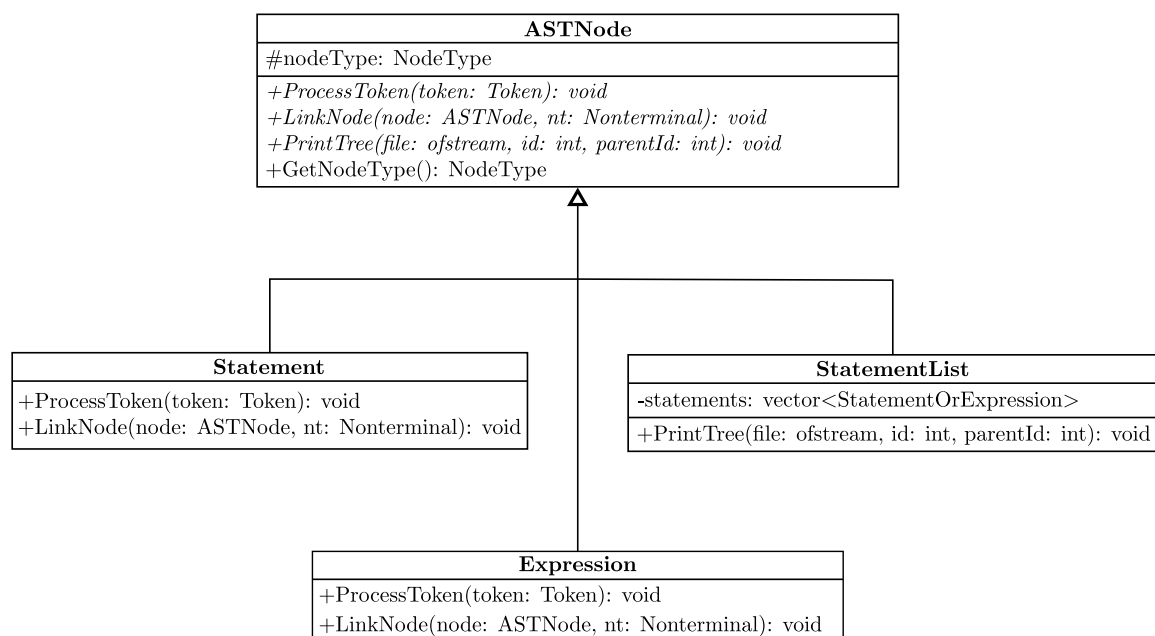 ASTNode
#nodeType: NodeType
+ProcessToken(token: Token): void
+LinkNode(node: ASTNode, nt: Nonterminal): void
+PrintTree(file: ofstream, id: int, parentId: int): void
+GetNodeType(): NodeType
Statement
+ProcessToken(token: Token): void
+LinkNode(node: ASTNode, nt: Nonterminal): void
StatementList
-statements: vector<StatementOrExpression>
+PrintTree(file: ofstream, id: int, parentId: int): void
Expression
+ProcessToken(token: Token): void
+LinkNode(node: ASTNode, nt: Nonterminal): void